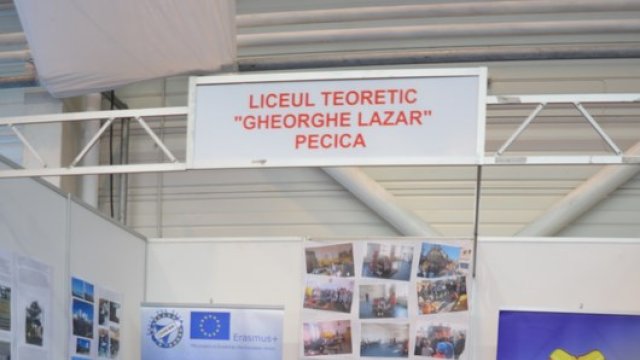 LICEUL TEORETIC
"GHEORGHE LAZAR"
PECICA
Erasmus+